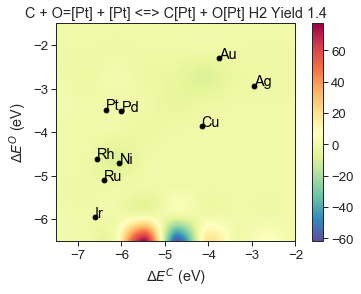 C + O=[Pt] + [Pt] <=> C[Pt] + O[Pt] H2 Yield 1.4
ΔE^O (eV)
−2
−3
−4
−5
−6
Au
Ag
Pt
Pd
Cu
Rh
Ni
Ru
Ir
−7
−6
−5
−4
−3
−2
ΔE^C (eV)
60
40
20
0
−20
−40
−60